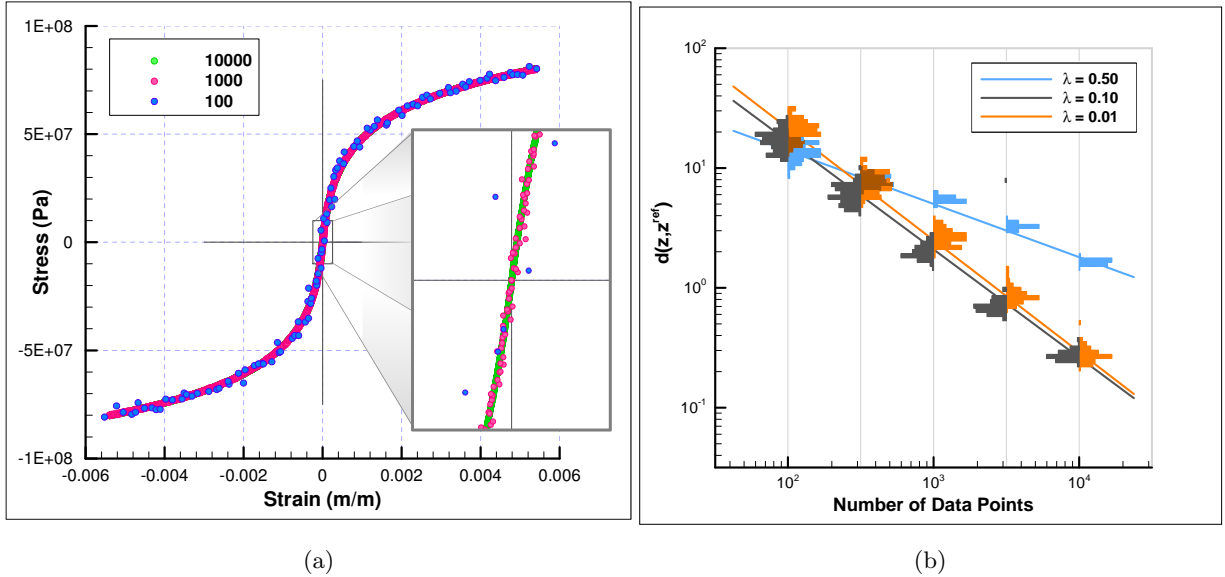 1E+08
5E+07
0
-5E+07
-1E+08
Stress (Pa)
10000
1000
100
-0.006
-0.004
-0.002
0
0.002
0.004
0.006
Strain (m/m)
(a)
10²
10¹
10⁰
10⁻¹
d(z,z^ref)
λ = 0.50
λ = 0.10
λ = 0.01
10²
10³
10⁴
Number of Data Points
(b)